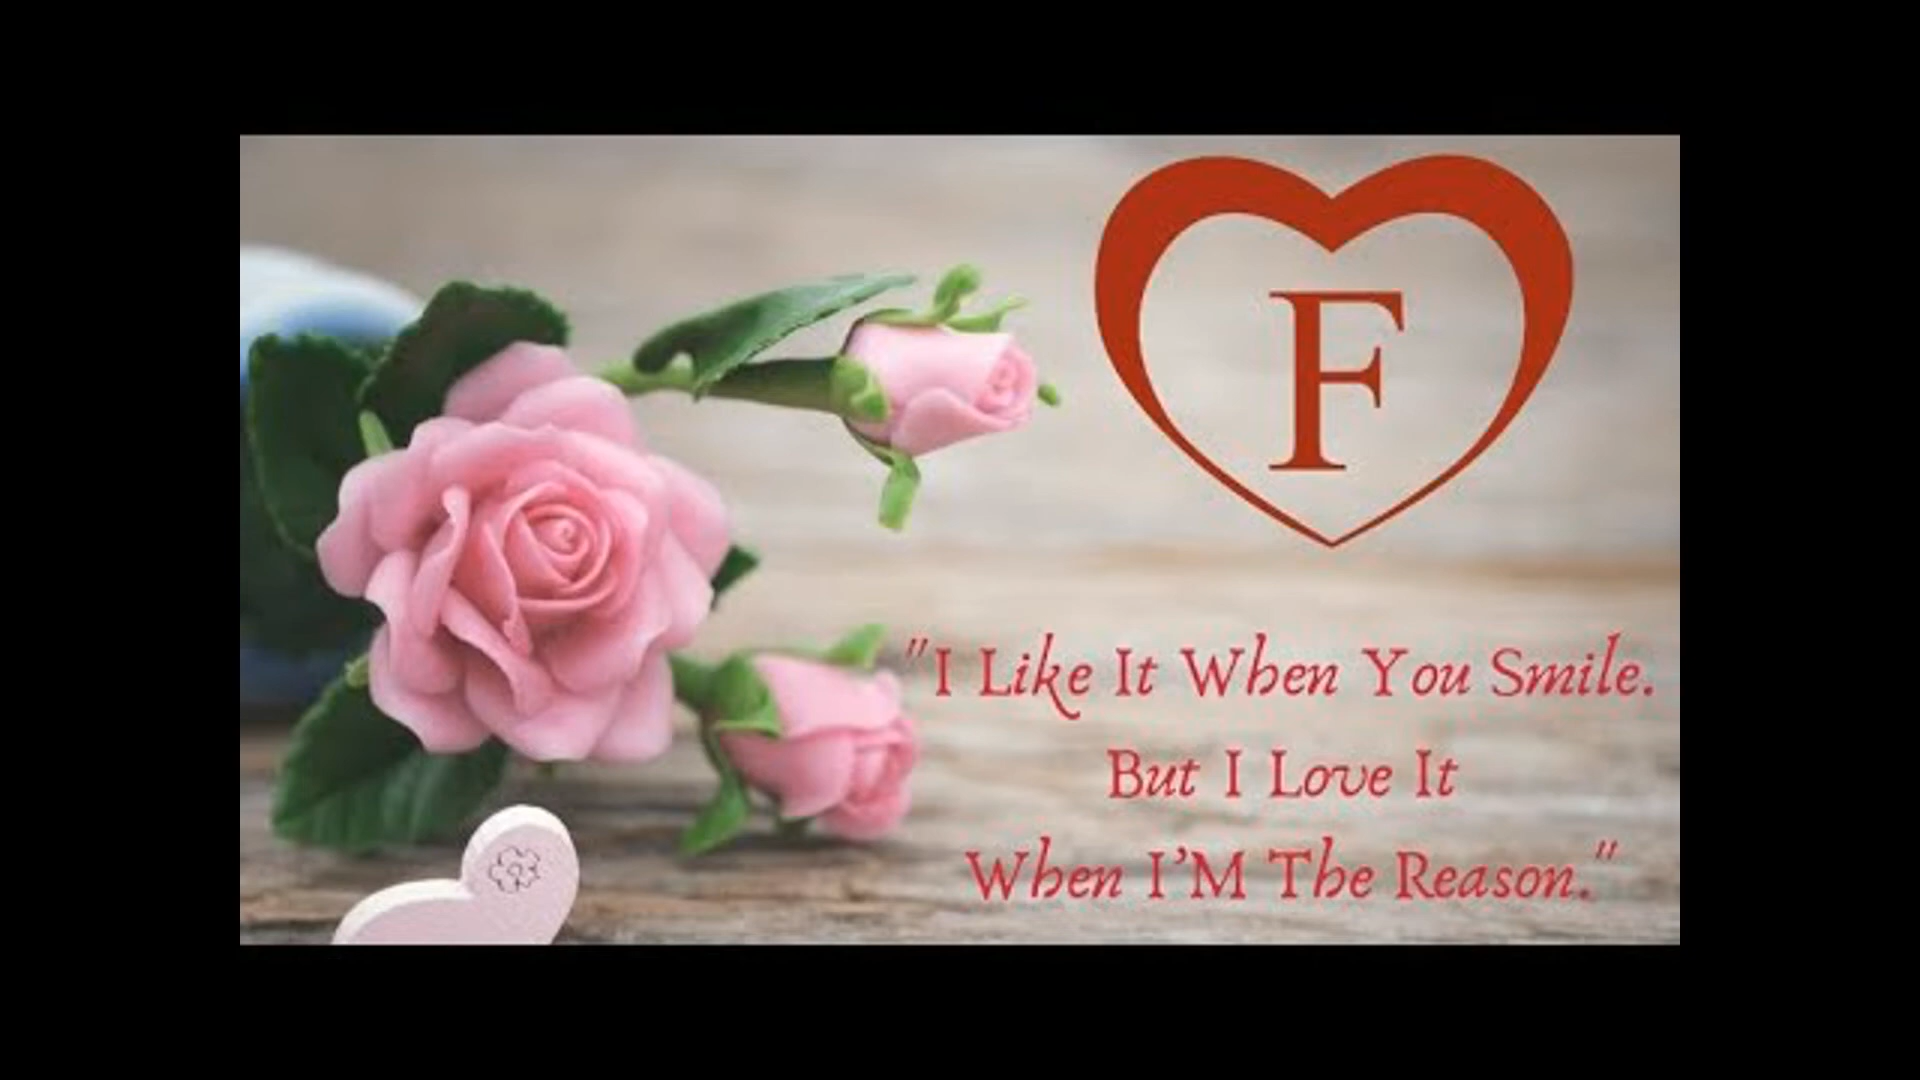 F
"I Like It When You Smile.
But I Love It
When I'M The Reason."